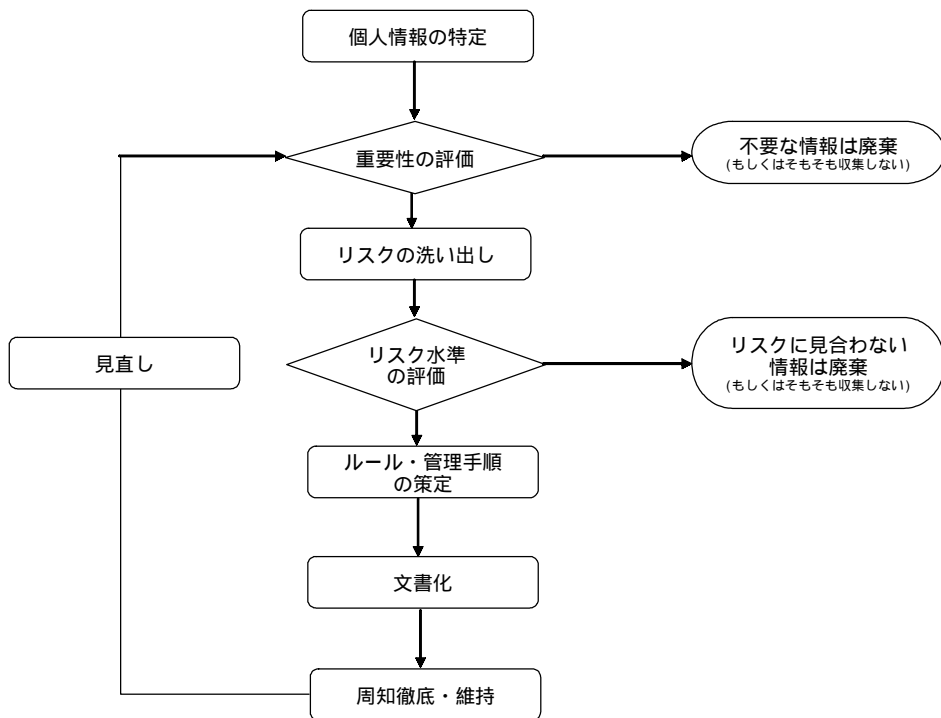 個人情報の特定
重要性の評価
不要な情報は廃棄
(もしくはそもそも収集しない)
リスクの洗い出し
見直し
リスク水準
の評価
リスクに見合わない
情報は廃棄
(もしくはそもそも収集しない)
ルール・管理手順
の策定
文書化
周知徹底・維持